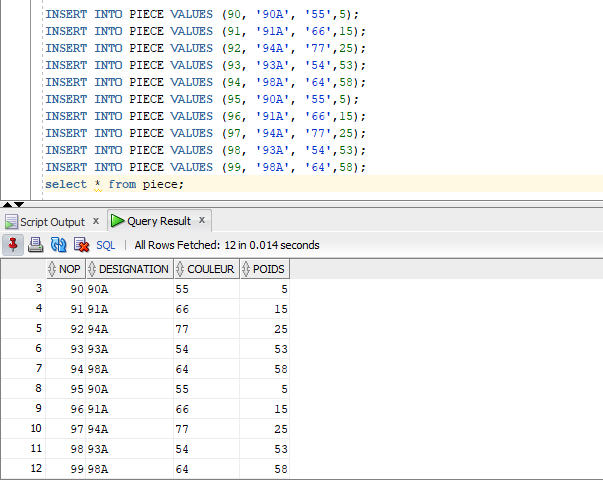 INSERT INTO PIECE VALUES (90, '90A', '55',5);
INSERT INTO PIECE VALUES (91, '91A', '66',15);
INSERT INTO PIECE VALUES (92, '94A', '77',25);
INSERT INTO PIECE VALUES (93, '93A', '54',53);
INSERT INTO PIECE VALUES (94, '98A', '64',58);
INSERT INTO PIECE VALUES (95, '90A', '55',5);
INSERT INTO PIECE VALUES (96, '91A', '66',15);
INSERT INTO PIECE VALUES (97, '94A', '77',25);
INSERT INTO PIECE VALUES (98, '93A', '54',53);
INSERT INTO PIECE VALUES (99, '98A', '64',58);
select * from piece;
Script Output x Query Result x
SQL | All Rows Fetched: 12 in 0.014 seconds
NOP DESIGNATION COULEUR POIDS
3 90 90A 55 5
4 91 91A 66 15
5 92 94A 77 25
6 93 93A 54 53
7 94 98A 64 58
8 95 90A 55 5
9 96 91A 66 15
10 97 94A 77 25
11 98 93A 54 53
12 99 98A 64 58